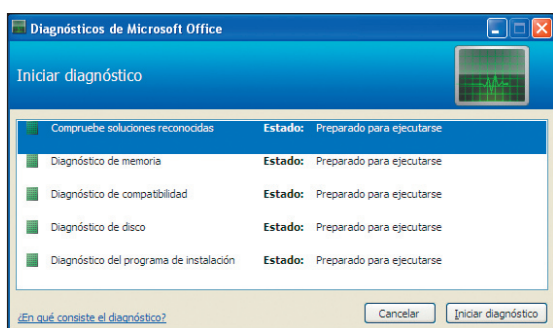 Diagnósticos de Microsoft Office
Iniciar diagnóstico
Compruebe soluciones reconocidas Estado: Preparado para ejecutarse
Diagnóstico de memoria Estado: Preparado para ejecutarse
Diagnóstico de compatibilidad Estado: Preparado para ejecutarse
Diagnóstico de disco Estado: Preparado para ejecutarse
Diagnóstico del programa de instalación Estado: Preparado para ejecutarse
¿En qué consiste el diagnóstico? Cancelar Iniciar diagnóstico